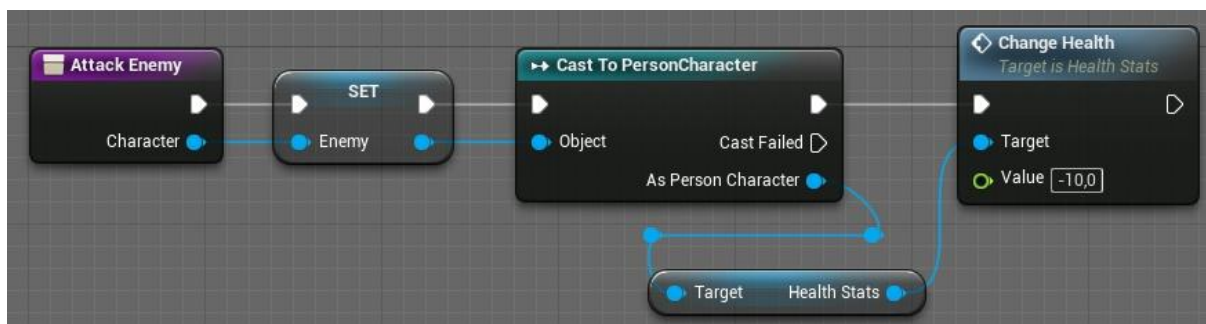 Attack Enemy
Character
SET
Enemy
Cast To PersonCharacter
Object
Cast Failed
As Person Character
Target
Health Stats
Change Health
Target is Health Stats
Target
Value -10,0